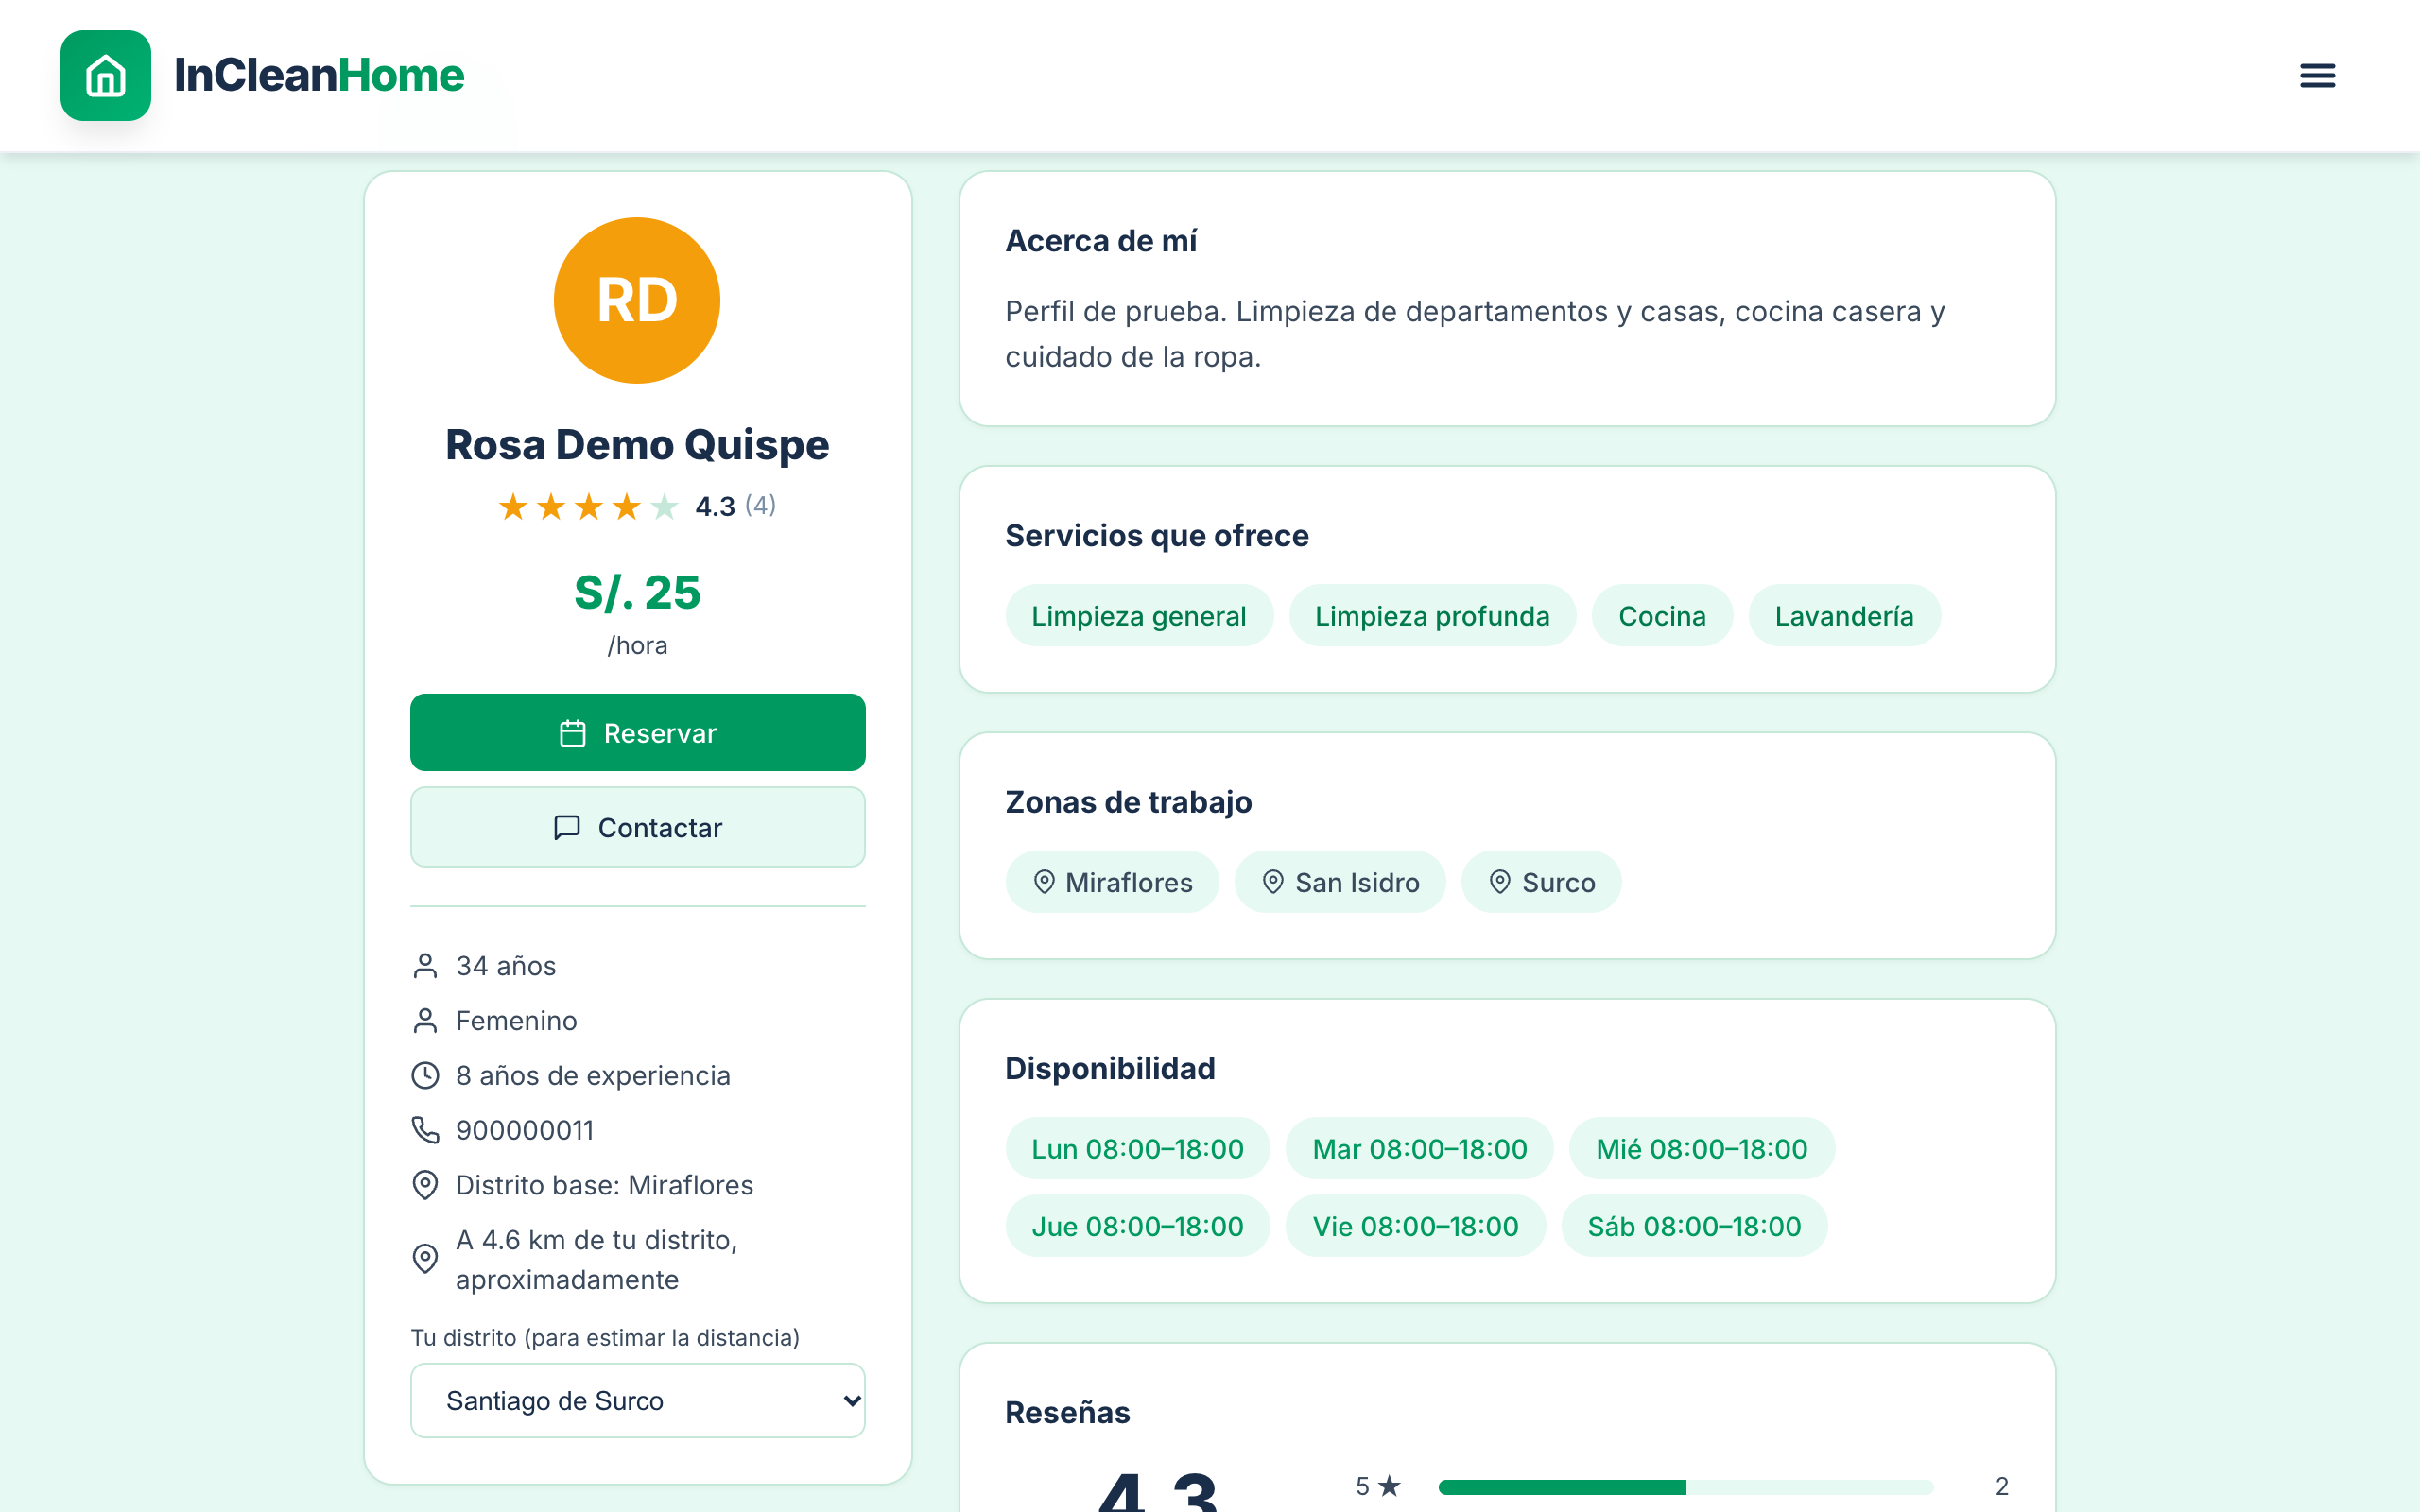 InCleanHome
RD
Rosa Demo Quispe
★★★★★ 4.3 (4)
S/. 25
/hora
Reservar
Contactar
34 años
Femenino
8 años de experiencia
900000011
Distrito base: Miraflores
A 4.6 km de tu distrito,
aproximadamente
Tu distrito (para estimar la distancia)
Santiago de Surco
Acerca de mí
Perfil de prueba. Limpieza de departamentos y casas, cocina casera y
cuidado de la ropa.
Servicios que ofrece
Limpieza general Limpieza profunda Cocina Lavandería
Zonas de trabajo
Miraflores San Isidro Surco
Disponibilidad
Lun 08:00–18:00 Mar 08:00–18:00 Mié 08:00–18:00
Jue 08:00–18:00 Vie 08:00–18:00 Sáb 08:00–18:00
Reseñas
4.3
5 ★ 2